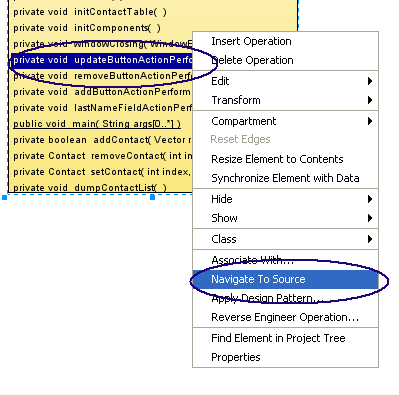 private void initContactTable( )
private void initComponents( )
private void windowClosing( WindowE
private void updateButtonActionPerfo
private void removeButtonActionPerf
private void addButtonActionPerform
private void lastNameFieldActionPerf
public void main( String args[0..*] )
private boolean addContact( Vector r
private Contact removeContact( int in
private Contact setContact( int index,
private void dumpContactList( )
Insert Operation
Delete Operation
Edit
Transform
Compartment
Reset Edges
Resize Element to Contents
Synchronize Element with Data
Hide
Show
Class
Associate With...
Navigate To Source
Apply Design Pattern...
Reverse Engineer Operation...
Find Element in Project Tree
Properties